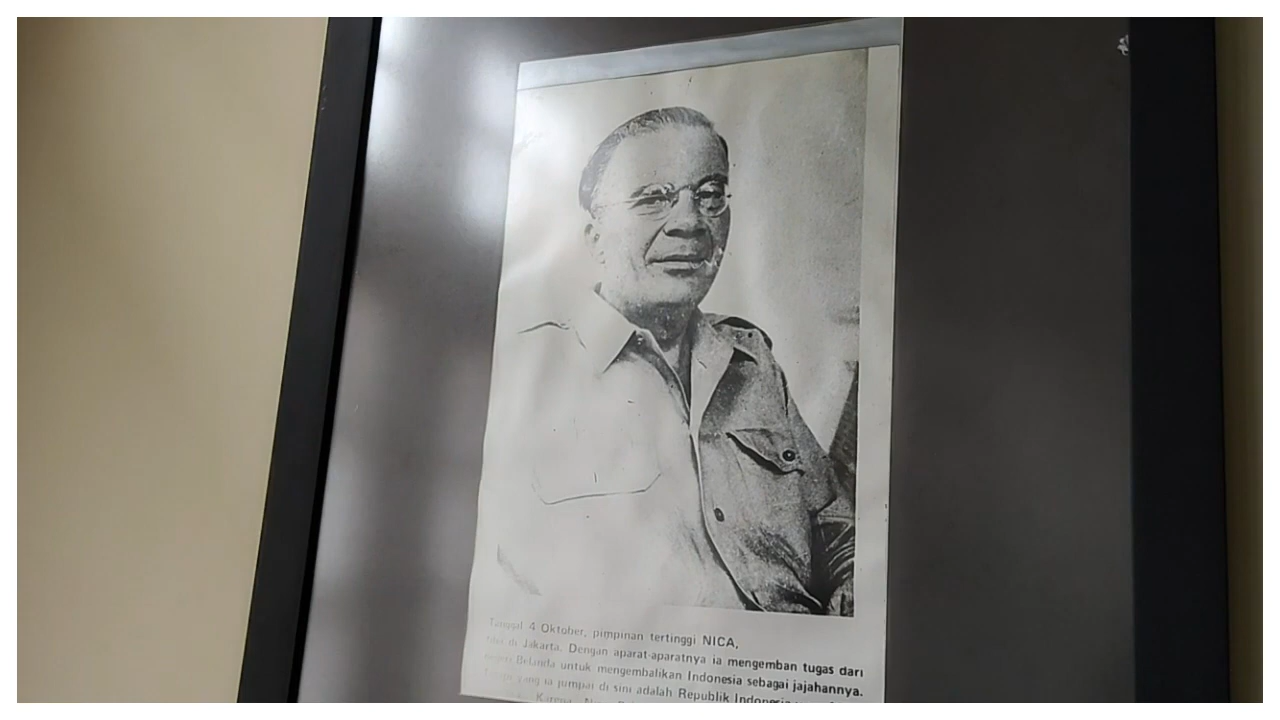 Tanggal 4 Oktober, pimpinan tertinggi NICA,
di Jakarta. Dengan aparat-aparatnya ia mengemban tugas dari
Belanda untuk mengembalikan Indonesia sebagai jajahannya.
yang ia jumpai di sini adalah Republik Indonesia
Karena